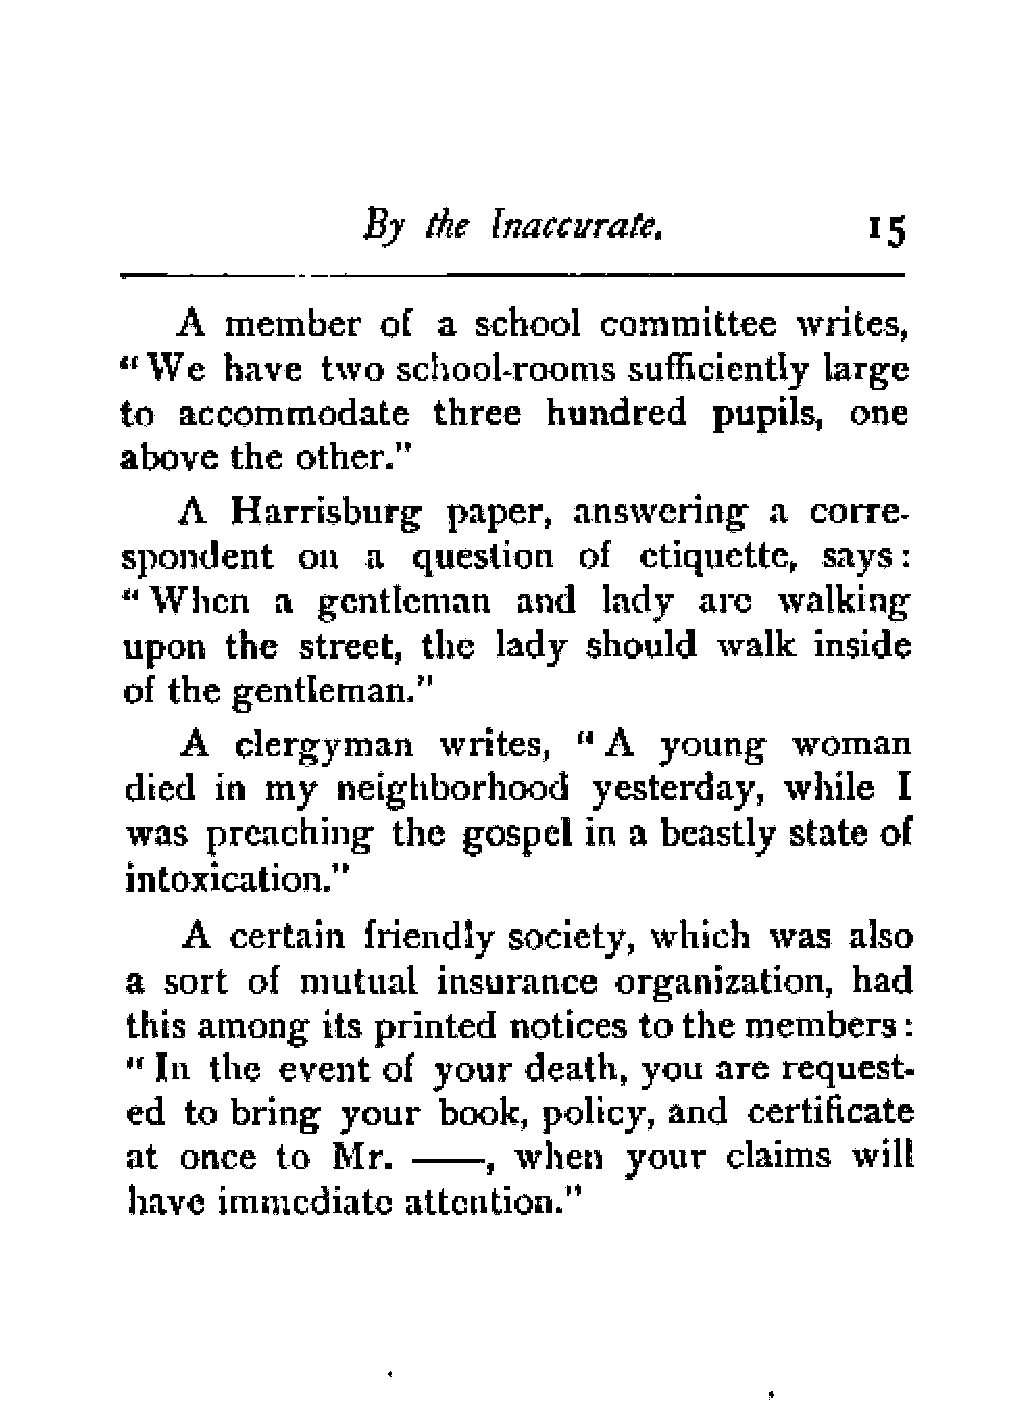 By the Inaccurate. 15
A member of a school committee writes,
"We have two school-rooms sufficiently large
to accommodate three hundred pupils, one
above the other."
A Harrisburg paper, answering a corre-
spondent on a question of etiquette, says:
"When a gentleman and lady are walking
upon the street, the lady should walk inside
of the gentleman."
A clergyman writes, "A young woman
died in my neighborhood yesterday, while I
was preaching the gospel in a beastly state of
intoxication."
A certain friendly society, which was also
a sort of mutual insurance organization, had
this among its printed notices to the members:
"In the event of your death, you are request-
ed to bring your book, policy, and certificate
at once to Mr. ——, when your claims will
have immediate attention."